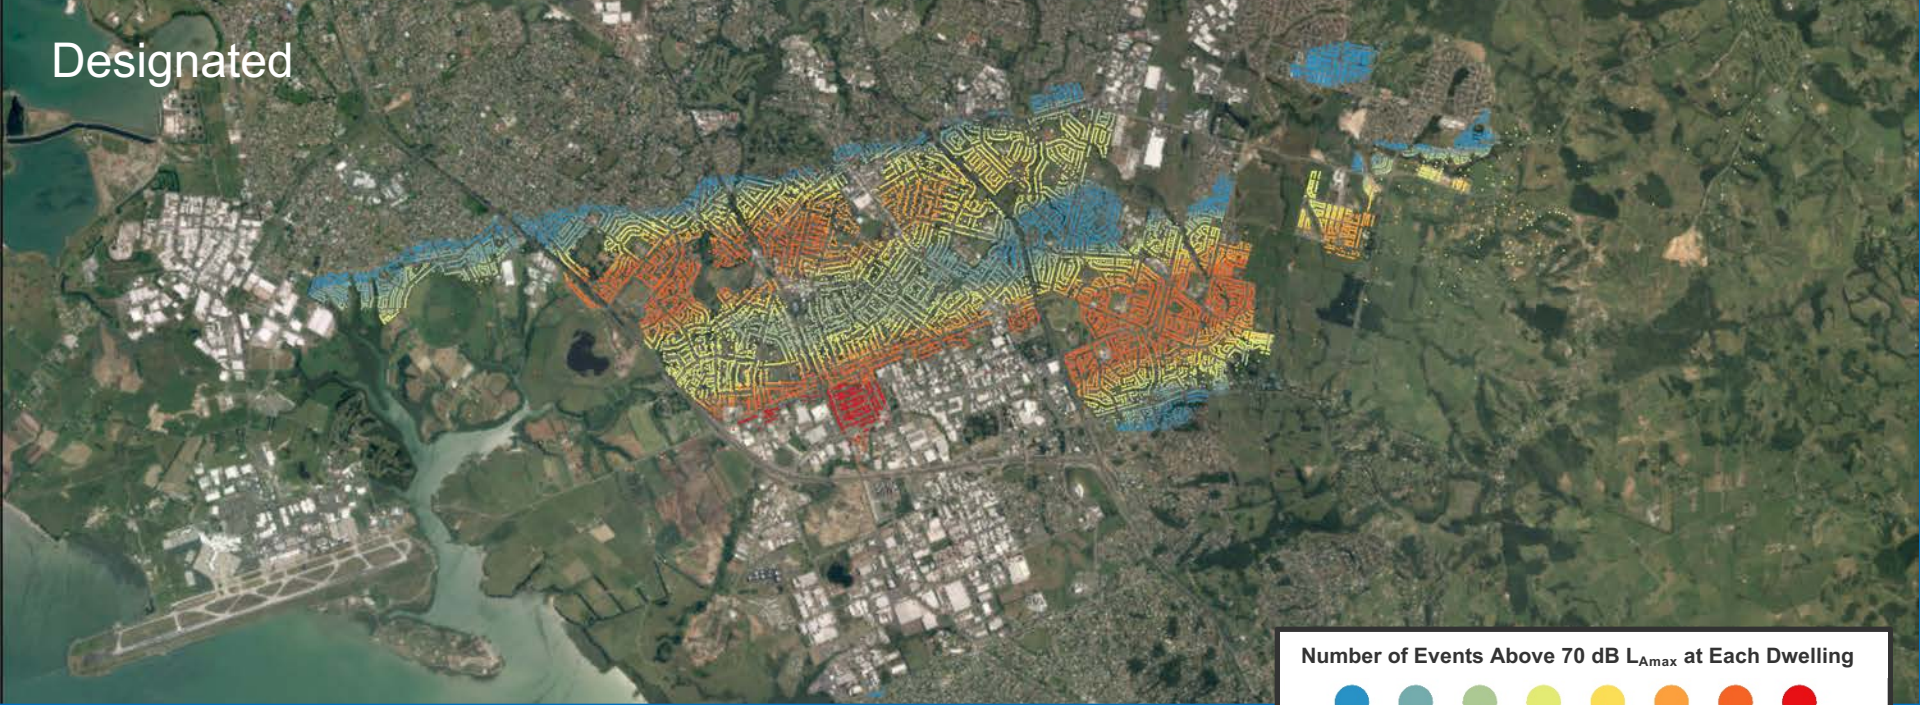 Designated
Number of Events Above 70 dB LAmax at Each Dwelling